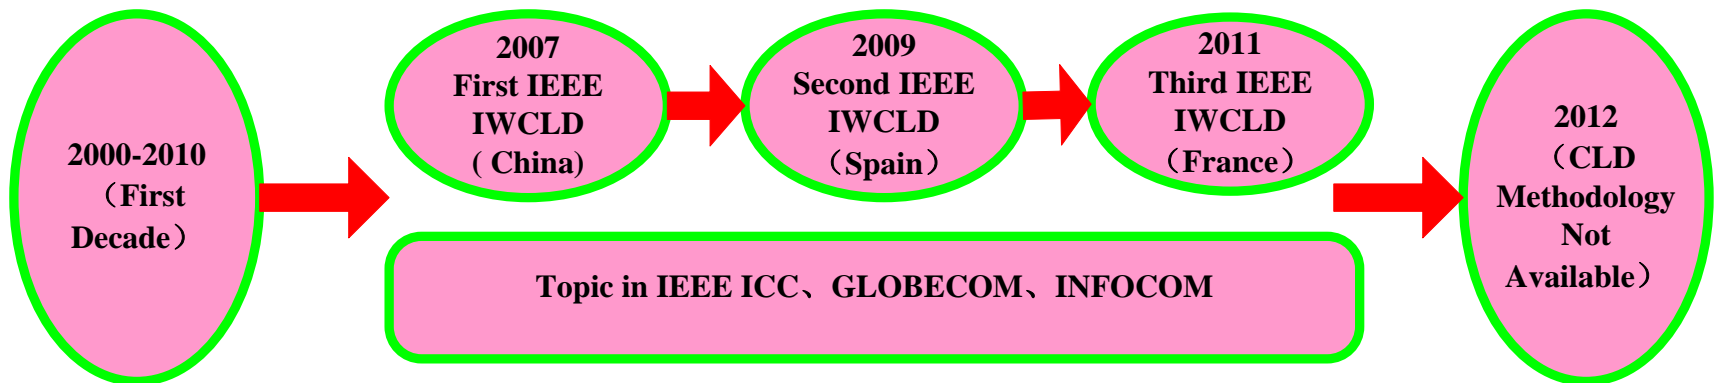 2000-2010
（First
Decade）
2007
First IEEE
IWCLD
( China)
2009
Second IEEE
IWCLD
（Spain）
2011
Third IEEE
IWCLD
（France）
Topic in IEEE ICC、GLOBECOM、INFOCOM
2012
（CLD
Methodology
Not
Available）